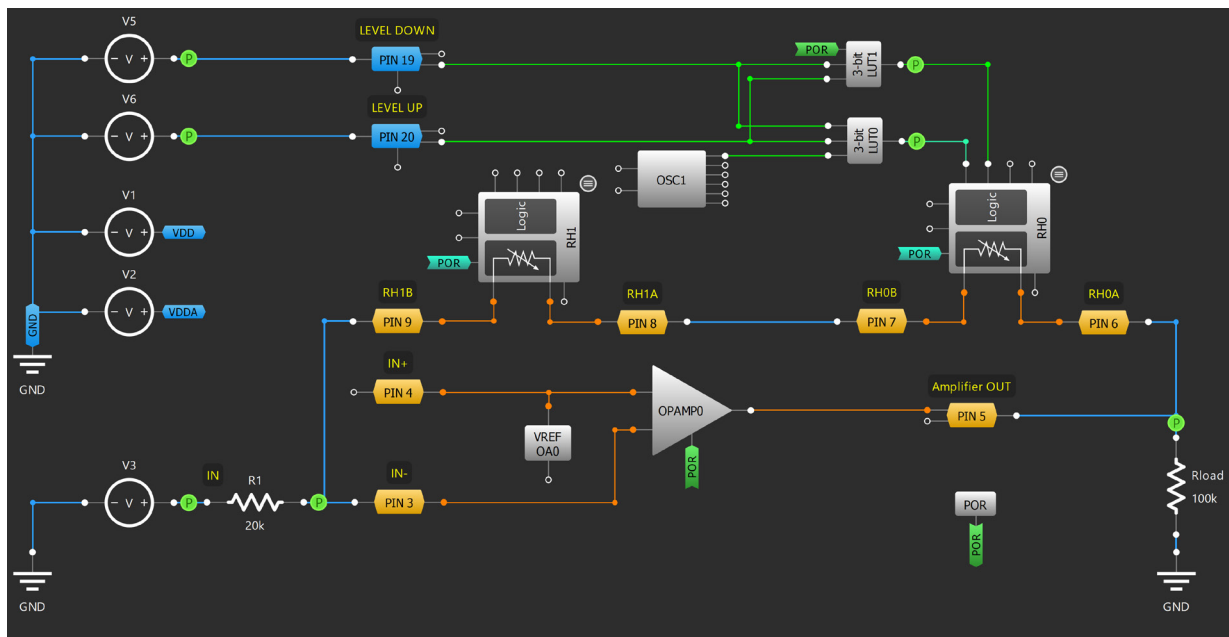 V5
− V +
P
LEVEL DOWN
PIN 19
POR
3-bit
LUT1
P
V6
− V +
P
LEVEL UP
PIN 20
3-bit
LUT0
P
OSC1
V1
− V +
VDD
Logic
RH1
POR
Logic
RH0
POR
V2
− V +
VDDA
GND
GND
RH1B
PIN 9
RH1A
PIN 8
RH0B
PIN 7
RH0A
PIN 6
IN+
PIN 4
OPAMP0
VREF
OA0
POR
Amplifier OUT
PIN 5
P
V3
− V +
P
IN
R1
20k
P
IN-
PIN 3
POR
POR
Rload
100k
GND
GND